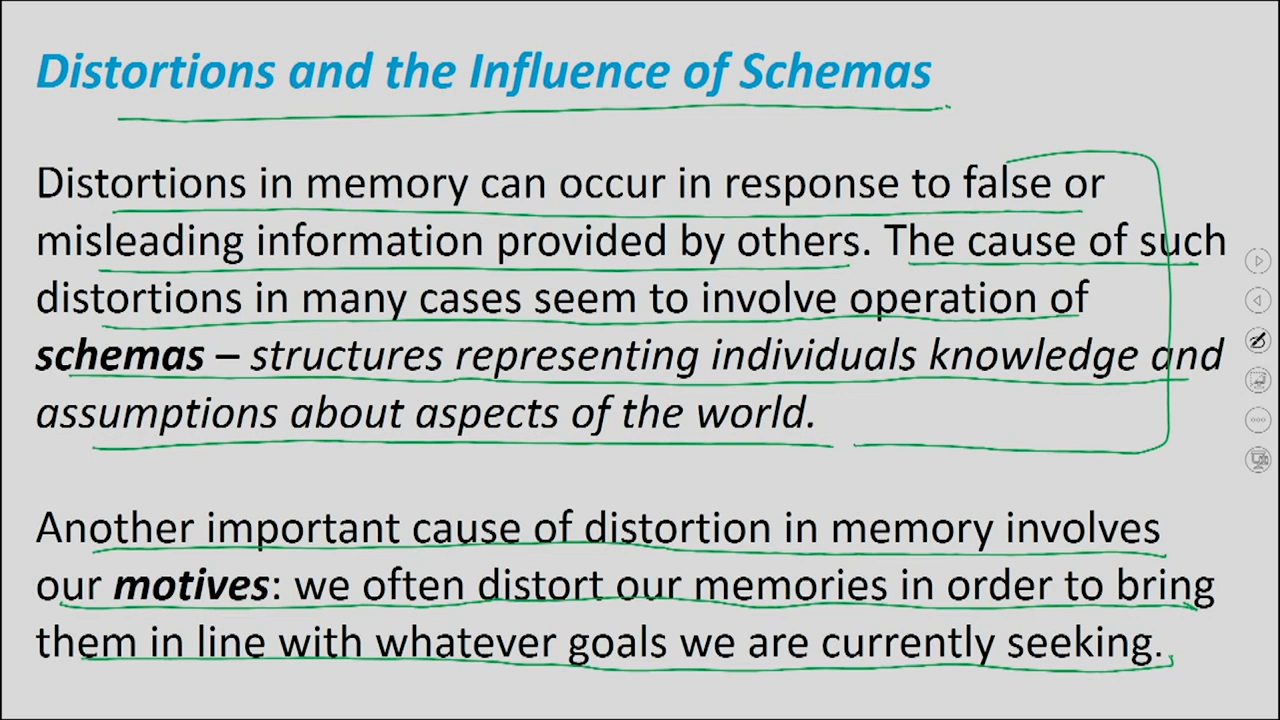 Distortions and the Influence of Schemas
Distortions in memory can occur in response to false or
misleading information provided by others. The cause of such
distortions in many cases seem to involve operation of
schemas – structures representing individuals knowledge and
assumptions about aspects of the world.
Another important cause of distortion in memory involves
our motives: we often distort our memories in order to bring
them in line with whatever goals we are currently seeking.